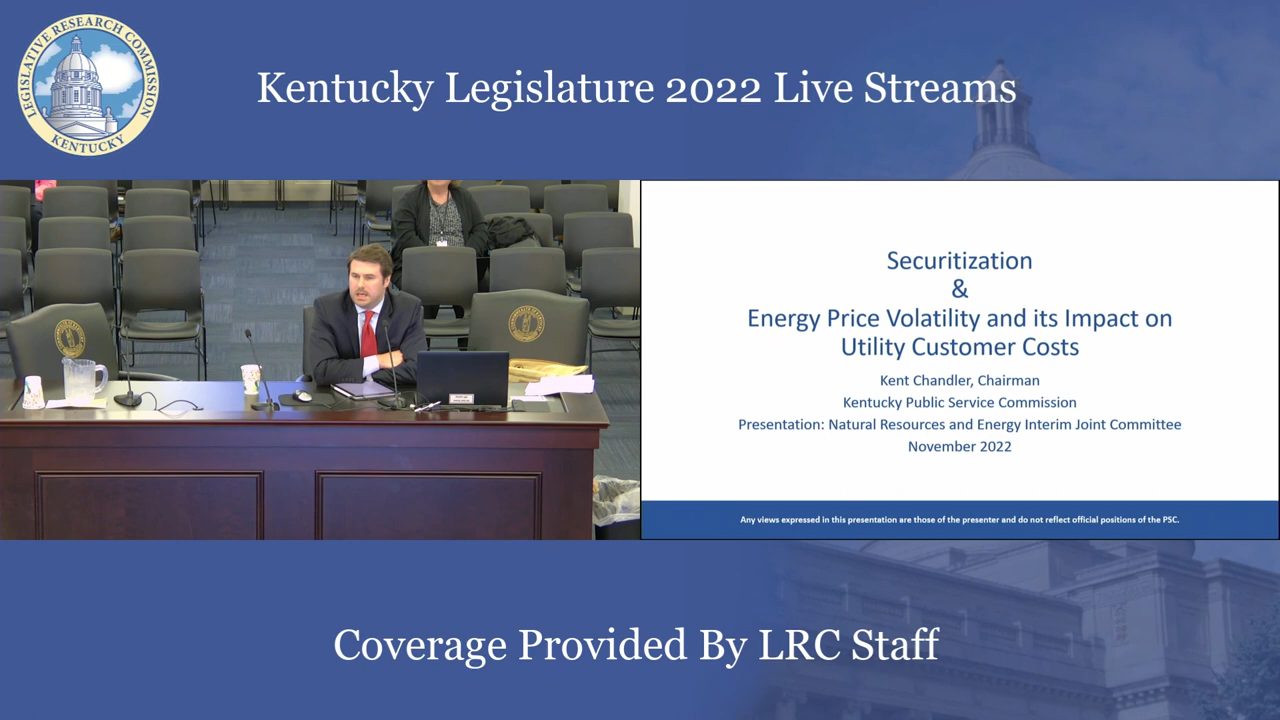 LEGISLATIVE RESEARCH COMMISSION
KENTUCKY
Kentucky Legislature 2022 Live Streams
Securitization
&
Energy Price Volatility and its Impact on
Utility Customer Costs
Kent Chandler, Chairman
Kentucky Public Service Commission
Presentation: Natural Resources and Energy Interim Joint Committee
November 2022
Any views expressed in this presentation are those of the presenter and do not reflect official positions of the PSC.
Coverage Provided By LRC Staff